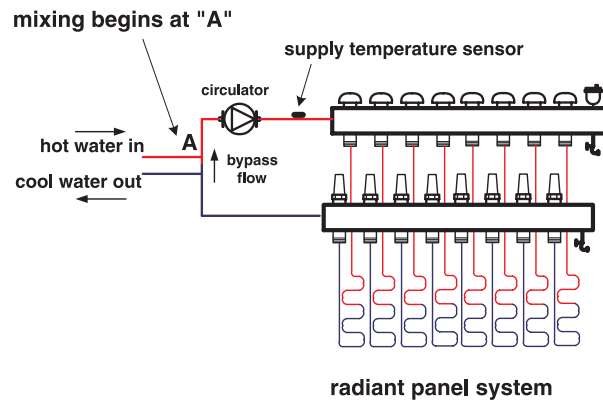 mixing begins at "A"
supply temperature sensor
circulator
hot water in
A
bypass
flow
cool water out
radiant panel system